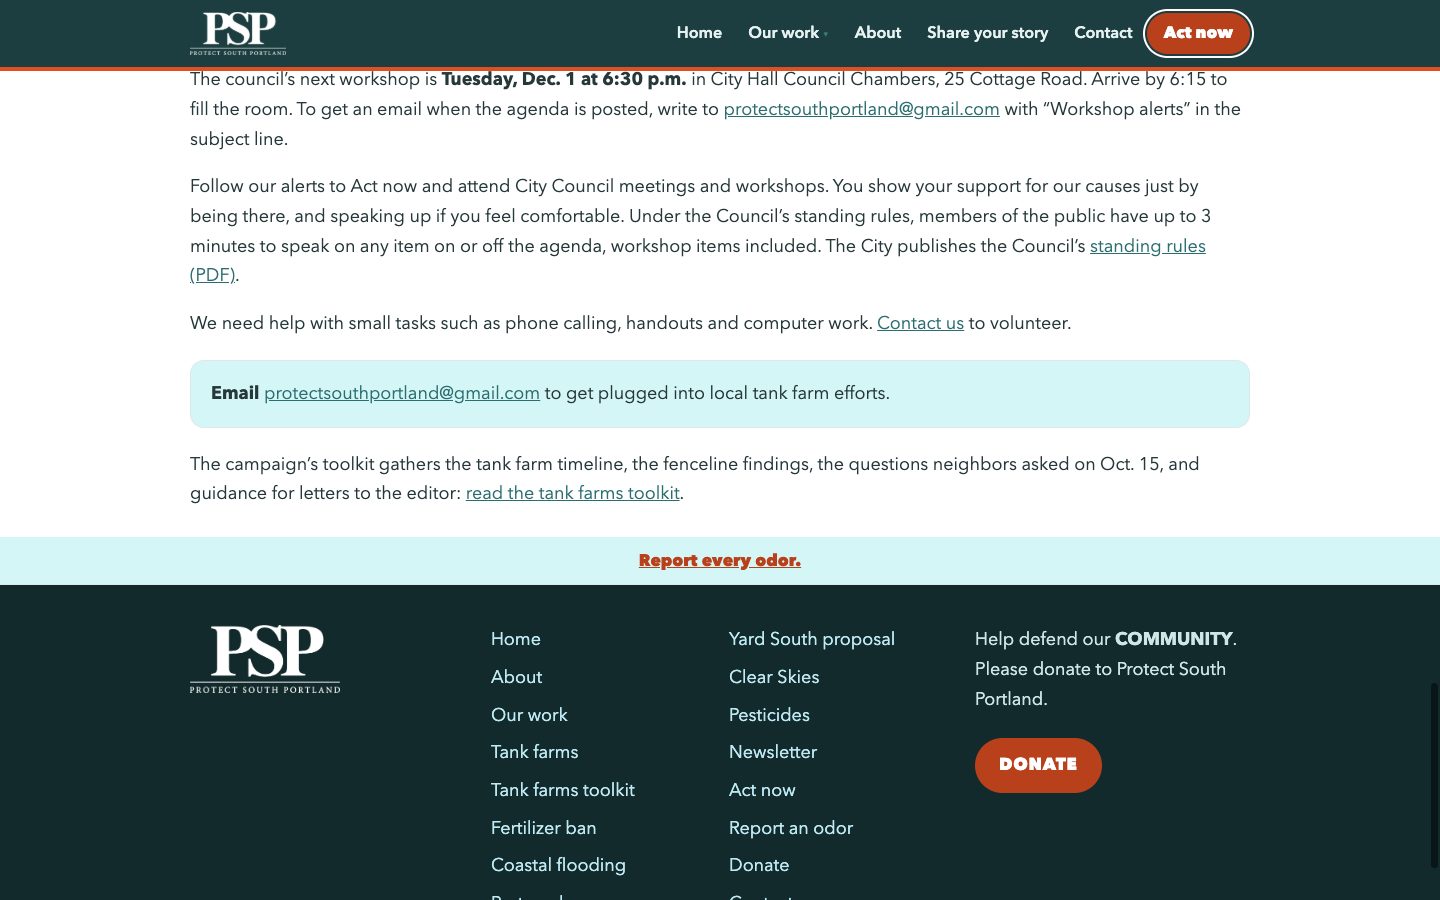 PSP
PROTECT SOUTH PORTLAND
Home
Our work
About
Share your story
Contact
Act now
The council’s next workshop is Tuesday, Dec. 1 at 6:30 p.m. in City Hall Council Chambers, 25 Cottage Road. Arrive by 6:15 to
fill the room. To get an email when the agenda is posted, write to protectsouthportland@gmail.com with “Workshop alerts” in the
subject line.
Follow our alerts to Act now and attend City Council meetings and workshops. You show your support for our causes just by
being there, and speaking up if you feel comfortable. Under the Council’s standing rules, members of the public have up to 3
minutes to speak on any item on or off the agenda, workshop items included. The City publishes the Council’s standing rules
(PDF).
We need help with small tasks such as phone calling, handouts and computer work. Contact us to volunteer.
Email protectsouthportland@gmail.com to get plugged into local tank farm efforts.
The campaign’s toolkit gathers the tank farm timeline, the fenceline findings, the questions neighbors asked on Oct. 15, and
guidance for letters to the editor: read the tank farms toolkit.
Report every odor.
PSP
PROTECT SOUTH PORTLAND
Home
About
Our work
Tank farms
Tank farms toolkit
Fertilizer ban
Coastal flooding
Yard South proposal
Clear Skies
Pesticides
Newsletter
Act now
Report an odor
Donate
Help defend our COMMUNITY.
Please donate to Protect South
Portland.
DONATE